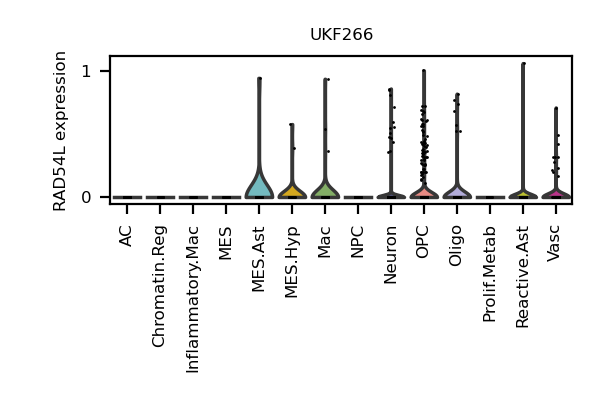 UKF266
RAD54L expression
1
0
AC
Chromatin.Reg
Inflammatory.Mac
MES
MES.Ast
MES.Hyp
Mac
NPC
Neuron
OPC
Oligo
Prolif.Metab
Reactive.Ast
Vasc